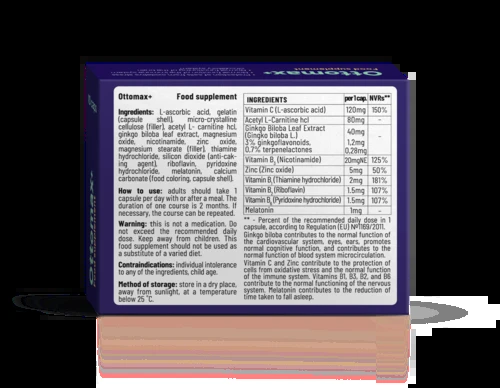 Ottomax+
Food supplement
Ottomax+
Ottomax+ Food supplement
Ingredients: L-ascorbic acid, gelatin
(capsule shell), micro-crystalline
cellulose (filler), acetyl L- carnitine hcl,
ginkgo biloba leaf extract, magnesium
oxide, nicotinamide, zinc oxide,
magnesium stearate (filler), thiamine
hydrochloride, silicon dioxide (anti-cak-
ing agent), riboflavin, pyridoxine
hydrochloride, melatonin, calcium
carbonate (food coloring, capsule shell).
How to use: adults should take 1
capsule per day with or after a meal. The
duration of one course is 2 months. If
necessary, the course can be repeated.
Warning: this is not a medication. Do
not exceed the recommended daily
dose. Keep away from children. This
food supplement should not be used as
a substitute of a varied diet.
Contraindications: individual intolerance
to any of the ingredients, child age.
Method of storage: store in a dry place,
away from sunlight, at a temperature
below 25 ˚C.
INGREDIENTS per 1 cap. NVRs**
Vitamin C (L-ascorbic acid) 120mg 150%
Acetyl L-Carnitine hcl 80mg -
Ginkgo Biloba Leaf Extract
(Gingko biloba L.) 40mg -
3% ginkgoflavonoids, 1,2mg
0,7% terpenelactones 0,28mg
Vitamin B₃ (Nicotinamide) 20mgNE 125%
Zinc (Zinc oxide) 5mg 50%
Vitamin B₁ (Thiamine hydrochloride) 2mg 181%
Vitamin B₂ (Riboflavin) 1.5mg 107%
Vitamin B₆ (Pyridoxine hydrochloride) 1.5mg 107%
Melatonin 1mg -
** - Percent of the recommended daily dose in 1
capsule, according to Regulation (EU) №1169/2011.
Ginkgo biloba contributes to the normal function of
the cardiovascular system, eyes, ears, promotes
normal cognitive function, and contributes to the
normal function of blood system microcirculation.
Vitamin C and Zinc contribute to the protection of
cells from oxidative stress and the normal function
of the immune system. Vitamins B1, B3, B2, and B6
contribute to the normal functioning of the nervous
system. Melatonin contributes to the reduction of
time taken to fall asleep.